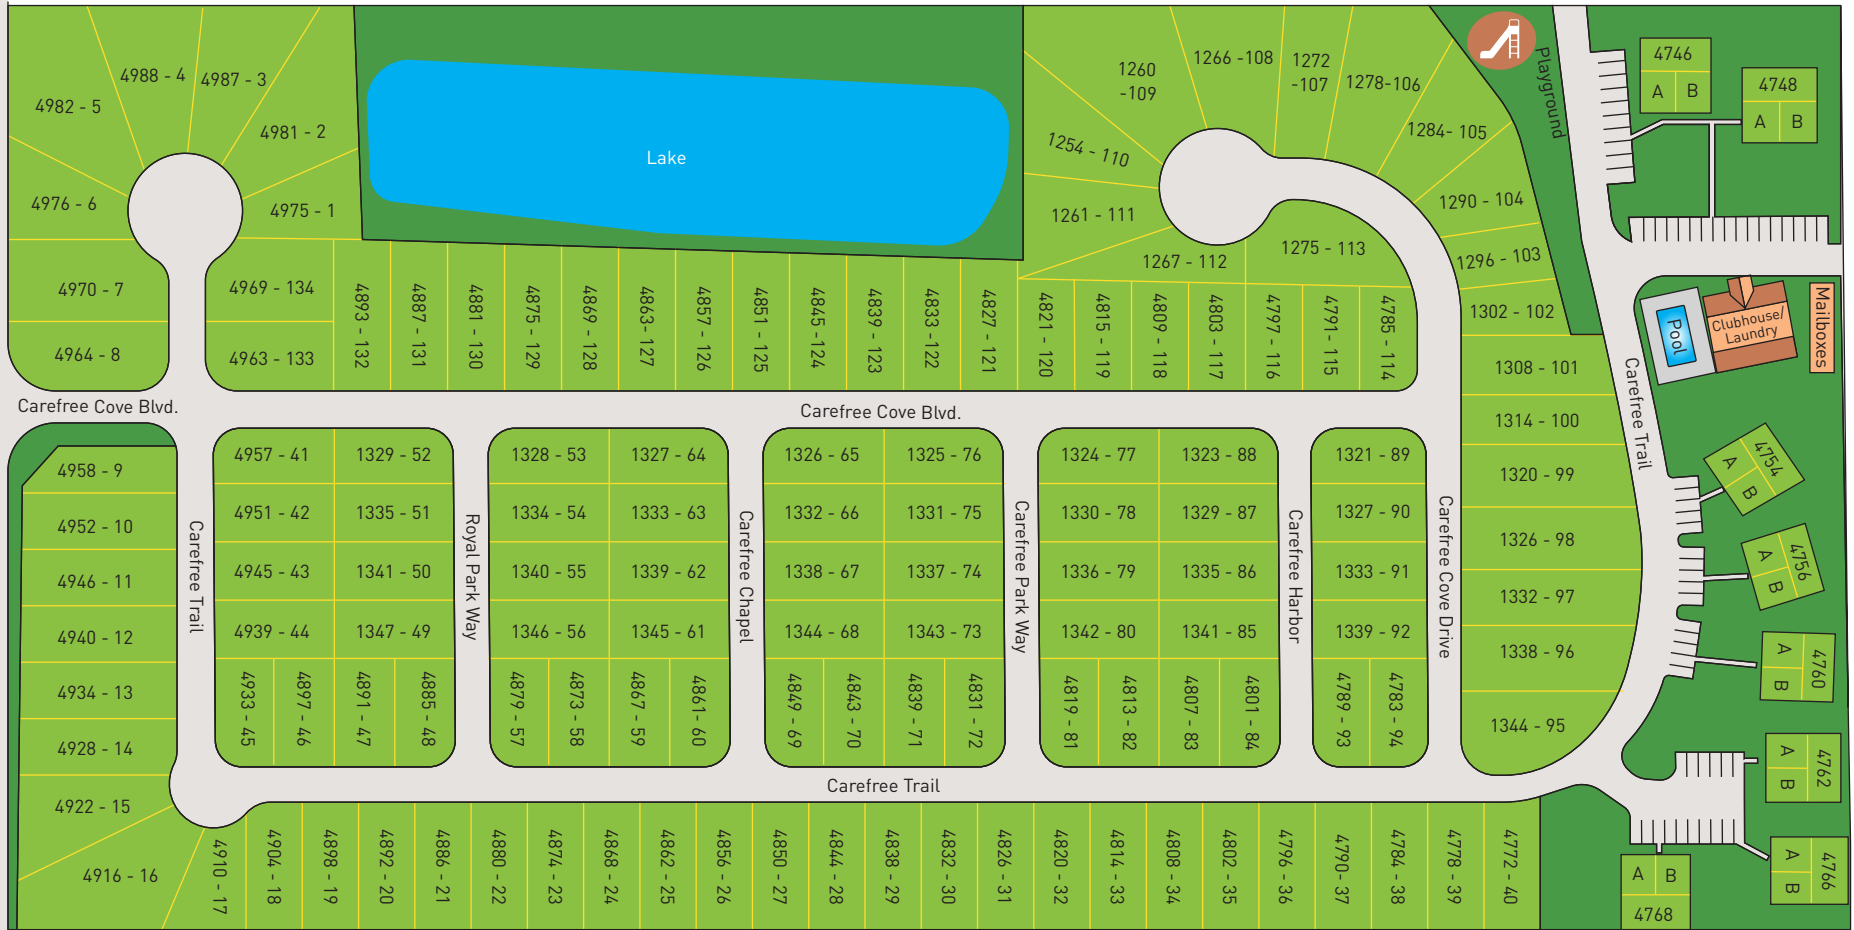 4988 - 4
4987 - 3
4982 - 5
4981 - 2
4976 - 6
4975 - 1
4970 - 7
4969 - 134
4964 - 8
4963 - 133
Lake
4893 - 132
4887 - 131
4881 - 130
4875 - 129
4869 - 128
4863- 127
4857 - 126
4851 - 125
4845 -124
4839 - 123
4833 -122
4827 - 121
4821 - 120
4815 - 119
4809 - 118
4803 - 117
4797 - 116
4791 - 115
4785 - 114
1260
-109
1266 -108
1272
-107
1278-106
1284- 105
1254 - 110
1290 - 104
1261 - 111
1296 - 103
1267 - 112
1275 - 113
1302 - 102
1308 - 101
1314 - 100
1320 - 99
1326 - 98
1332 - 97
1338 - 96
1344 - 95
Playground
4746
A
B
4748
A
B
Pool
Clubhouse/
Laundry
Mailboxes
Carefree Trail
Carefree Cove Blvd.
Carefree Cove Blvd.
4958 - 9
4952 - 10
4946 - 11
4940 - 12
4934 - 13
4928 - 14
4922 - 15
4916 - 16
Carefree Trail
4957 - 41
1329 - 52
4951 - 42
1335 - 51
4945 - 43
1341 - 50
4939 - 44
1347 - 49
4933 - 45
4897 - 46
4891 - 47
4885 - 48
Royal Park Way
1328 - 53
1327 - 64
1334 - 54
1333 - 63
1340 - 55
1339 - 62
1346 - 56
1345 - 61
4879 - 57
4873 - 58
4867 - 59
4861- 60
Carefree Chapel
1326 - 65
1325 - 76
1332 - 66
1331 - 75
1338 - 67
1337 - 74
1344 - 68
1343 - 73
4849 - 69
4843 - 70
4839 - 71
4831 - 72
Carefree Park Way
1324 - 77
1323 - 88
1330 - 78
1329 - 87
1336 - 79
1335 - 86
1342 - 80
1341 - 85
4819 - 81
4813 - 82
4807 - 83
4801 - 84
Carefree Harbor
1321 - 89
1327 - 90
1333 - 91
1339 - 92
4789 - 93
4783 - 94
Carefree Cove Drive
4754
A
B
4756
A
B
4760
A
B
4762
A
B
4766
A
B
A
B
4768
Carefree Trail
4910 - 17
4904 - 18
4898 - 19
4892 - 20
4886 - 21
4880 - 22
4874 - 23
4868 - 24
4862 - 25
4856 - 26
4850 - 27
4844 - 28
4838 - 29
4832 - 30
4826 - 31
4820 - 32
4814 - 33
4808 - 34
4802 - 35
4796 - 36
4790- 37
4784 - 38
4778 - 39
4772 - 40